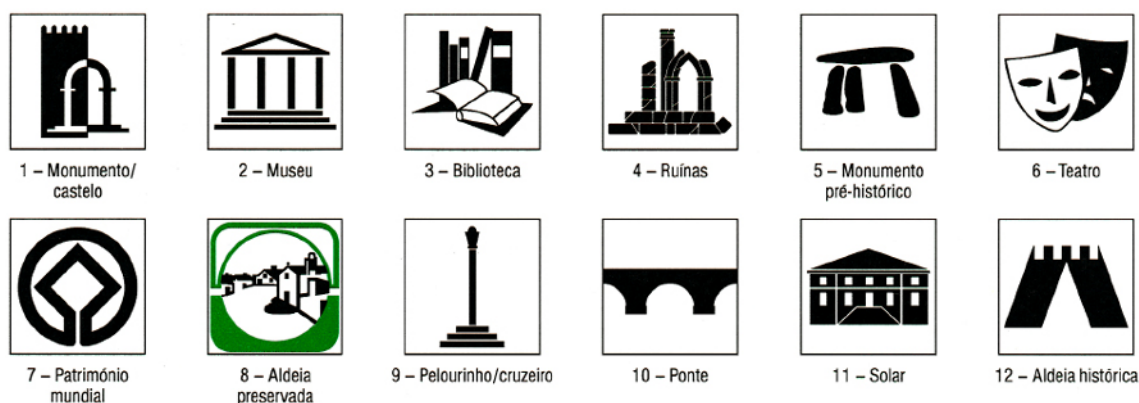 1 – Monumento/
castelo
2 – Museu
3 – Biblioteca
4 – Ruínas
5 – Monumento
pré-histórico
6 – Teatro
7 – Património
mundial
8 – Aldeia
preservada
9 – Pelourinho/cruzeiro
10 – Ponte
11 – Solar
12 – Aldeia histórica